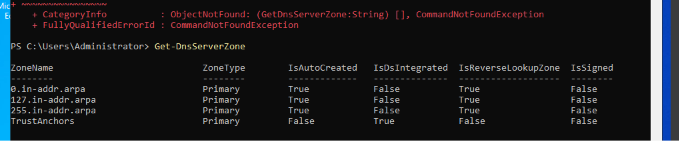 + ~~~~~~~~~~~~~~~~
+ CategoryInfo          : ObjectNotFound: (GetDnsServerZone:String) [], CommandNotFoundException
+ FullyQualifiedErrorId : CommandNotFoundException
PS C:\Users\Administrator> Get-DnsServerZone
ZoneName ZoneType IsAutoCreated IsDsIntegrated IsReverseLookupZone IsSigned
-------- -------- ------------- -------------- ------------------- --------
0.in-addr.arpa Primary True False True False
127.in-addr.arpa Primary True False True False
255.in-addr.arpa Primary True False True False
TrustAnchors Primary False True False False